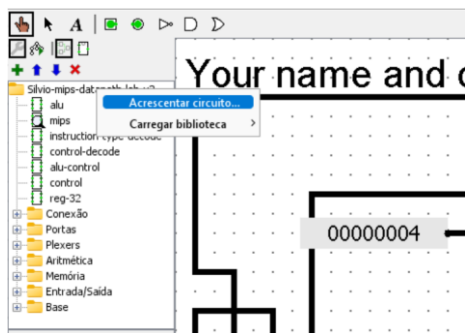 A
Your name and
Silvio-mips-datapath-lab-v2
Acrescentar circuito...
alu
mips
Carregar biblioteca
instruction type-decode
control-decode
alu-control
control
reg-32
Conexão
Portas
Plexers
Aritmética
Memória
Entrada/Saída
Base
00000004